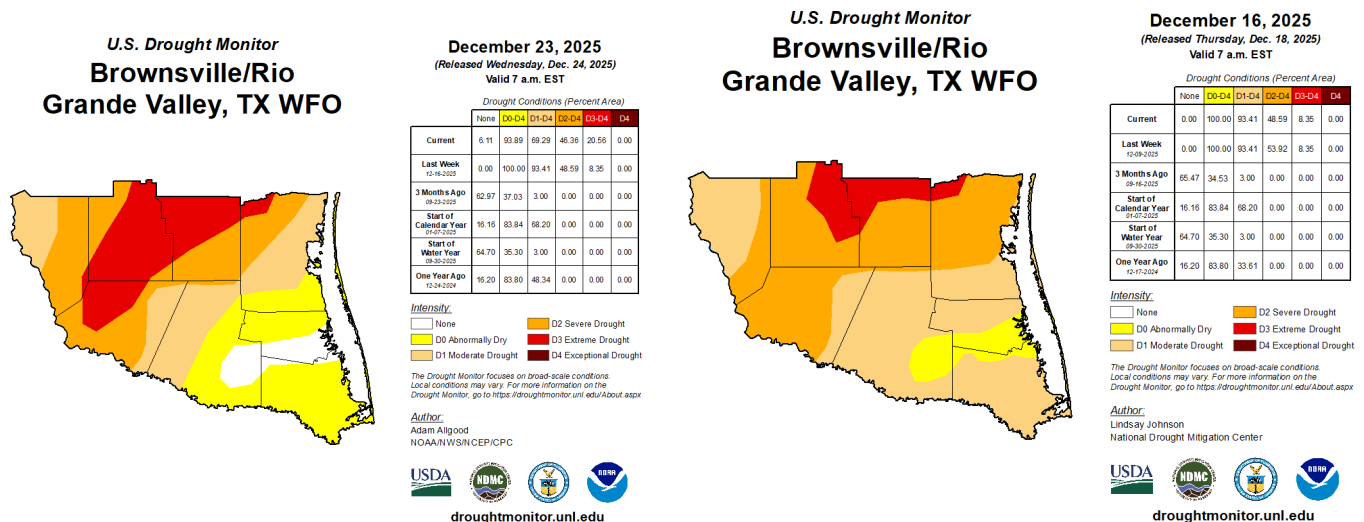 U.S. Drought Monitor
Brownsville/Rio
Grande Valley, TX WFO
December 23, 2025
(Released Wednesday, Dec. 24, 2025)
Valid 7 a.m. EST
Drought Conditions (Percent Area)
None D0-D4 D1-D4 D2-D4 D3-D4 D4
Current 6.11 93.89 69.29 46.36 20.56 0.00
Last Week 12-16-2025 0.00 100.00 93.41 48.59 8.35 0.00
3 Months Ago 09-23-2025 62.97 37.03 3.00 0.00 0.00 0.00
Start of Calendar Year 01-07-2025 16.16 83.84 68.20 0.00 0.00 0.00
Start of Water Year 09-30-2025 64.70 35.30 3.00 0.00 0.00 0.00
One Year Ago 12-24-2024 16.20 83.80 48.34 0.00 0.00 0.00
Intensity:
None
D0 Abnormally Dry
D1 Moderate Drought
D2 Severe Drought
D3 Extreme Drought
D4 Exceptional Drought
The Drought Monitor focuses on broad-scale conditions.
Local conditions may vary. For more information on the
Drought Monitor, go to https://droughtmonitor.unl.edu/About.aspx
Author:
Adam Allgood
NOAA/NWS/NCEP/CPC
USDA
NDMC
NOAA
droughtmonitor.unl.edu
U.S. Drought Monitor
Brownsville/Rio
Grande Valley, TX WFO
December 16, 2025
(Released Thursday, Dec. 18, 2025)
Valid 7 a.m. EST
Drought Conditions (Percent Area)
None D0-D4 D1-D4 D2-D4 D3-D4 D4
Current 0.00 100.00 93.41 48.59 8.35 0.00
Last Week 12-09-2025 0.00 100.00 93.41 53.92 8.35 0.00
3 Months Ago 09-16-2025 65.47 34.53 3.00 0.00 0.00 0.00
Start of Calendar Year 01-07-2025 16.16 83.84 68.20 0.00 0.00 0.00
Start of Water Year 09-30-2025 64.70 35.30 3.00 0.00 0.00 0.00
One Year Ago 12-17-2024 16.20 83.80 33.61 0.00 0.00 0.00
Intensity:
None
D0 Abnormally Dry
D1 Moderate Drought
D2 Severe Drought
D3 Extreme Drought
D4 Exceptional Drought
The Drought Monitor focuses on broad-scale conditions.
Local conditions may vary. For more information on the
Drought Monitor, go to https://droughtmonitor.unl.edu/About.aspx
Author:
Lindsay Johnson
National Drought Mitigation Center
USDA
NDMC
NOAA
droughtmonitor.unl.edu